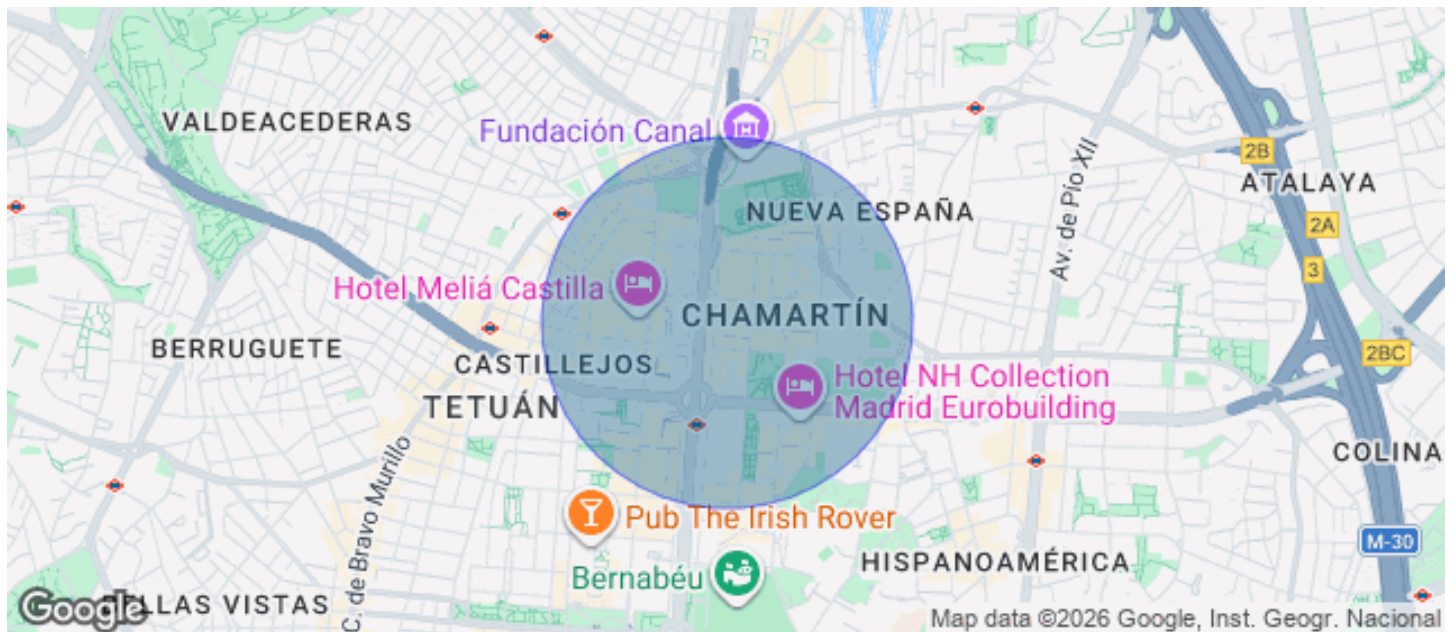 VALDEACEDERAS
Fundación Canal
2B
ATALAYA
NUEVA ESPAÑA
Av. de Pío XII
2A
3
Hotel Meliá Castilla
CHAMARTÍN
BERRUGUETE
CASTILLEJOS
2BC
Hotel NH Collection
Madrid Eurobuilding
TETUÁN
COLINA
C. de Bravo Murillo
Pub The Irish Rover
M-30
HISPANOAMÉRICA
Bernabéu
Google
LLAS VISTAS
Map data ©2026 Google, Inst. Geogr. Nacional